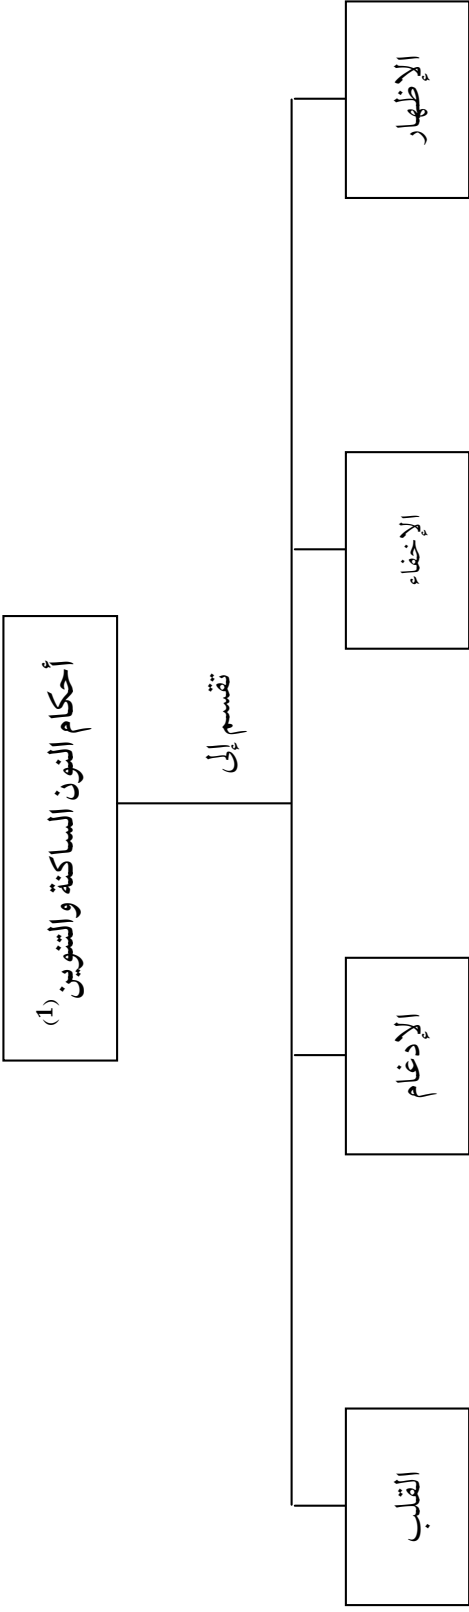 أحكام النون الساكنة والتنوين (1)
تقسم إلى
الإظهار
الإخفاء
الإدغام
القلب